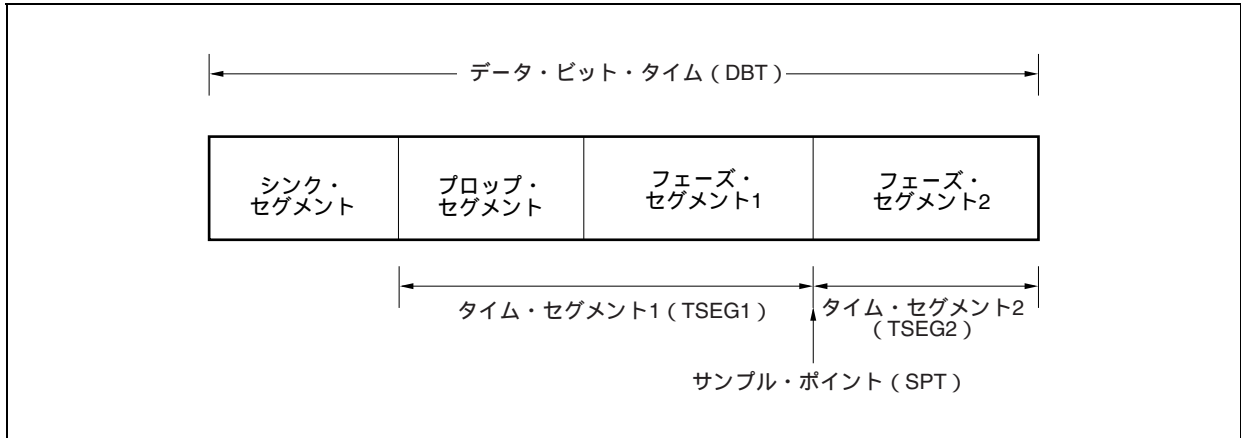 データ・ビット・タイム(DBT)
シンク・
セグメント
プロップ・
セグメント
フェーズ・
セグメント1
フェーズ・
セグメント2
タイム・セグメント1(TSEG1)
タイム・セグメント2
(TSEG2)
サンプル・ポイント(SPT)